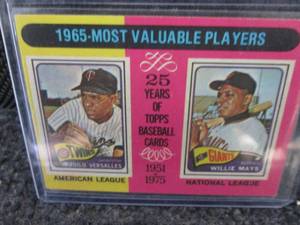 1965-MOST VALUABLE PLAYERS
25
YEARS OF
TOPPS
BASEBALL
CARDS
1951
1975
TWINS
ZOILO VERSALLES
GIANTS
WILLIE MAYS
AMERICAN LEAGUE
NATIONAL LEAGUE